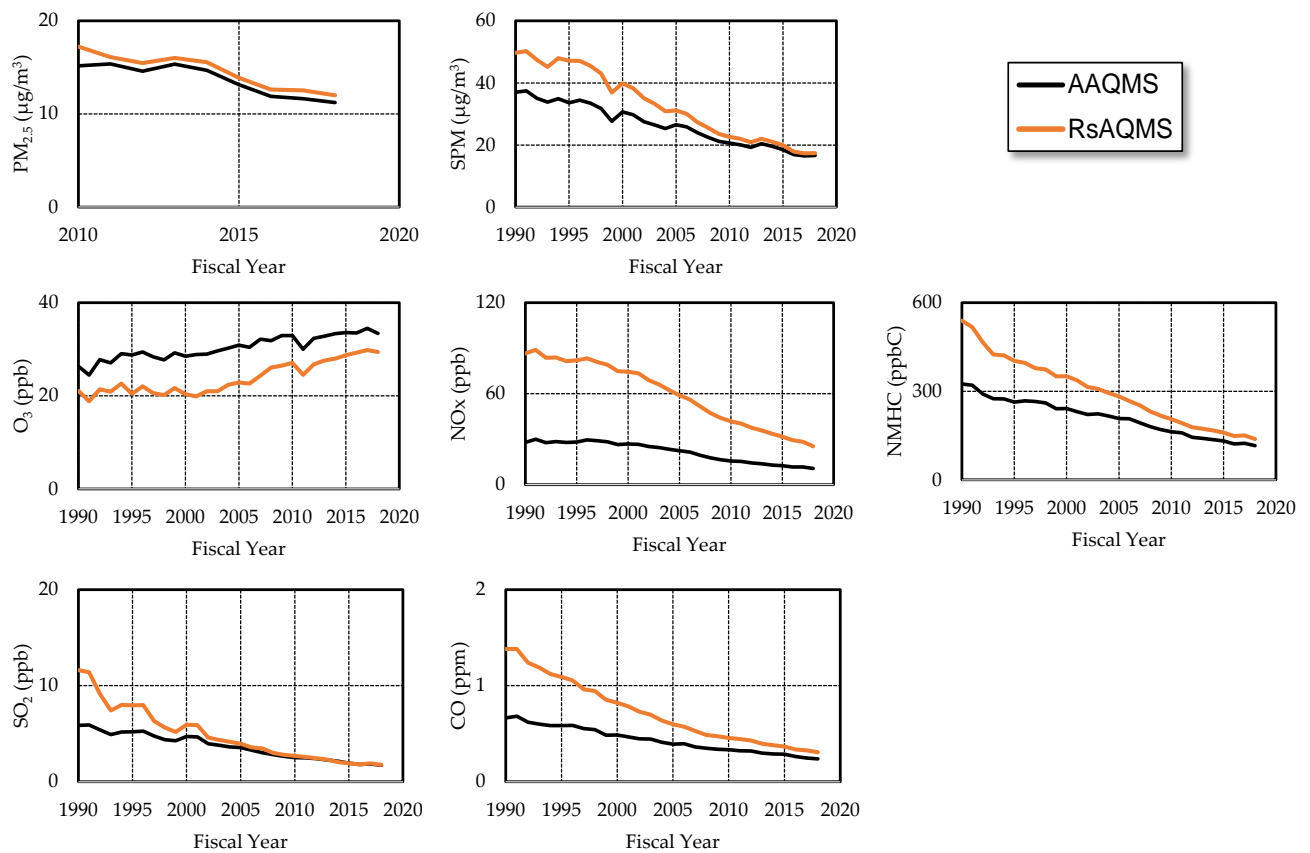 20
10
0
PM2.5 (µg/m³)
2010 2015 2020
Fiscal Year
60
40
20
0
SPM (µg/m³)
1990 1995 2000 2005 2010 2015 2020
Fiscal Year
AAQMS
RsAQMS
40
20
0
O3 (ppb)
1990 1995 2000 2005 2010 2015 2020
Fiscal Year
120
60
0
NOx (ppb)
1990 1995 2000 2005 2010 2015 2020
Fiscal Year
600
300
0
NMHC (ppbC)
1990 1995 2000 2005 2010 2015 2020
Fiscal Year
20
10
0
SO2 (ppb)
1990 1995 2000 2005 2010 2015 2020
Fiscal Year
2
1
0
CO (ppm)
1990 1995 2000 2005 2010 2015 2020
Fiscal Year